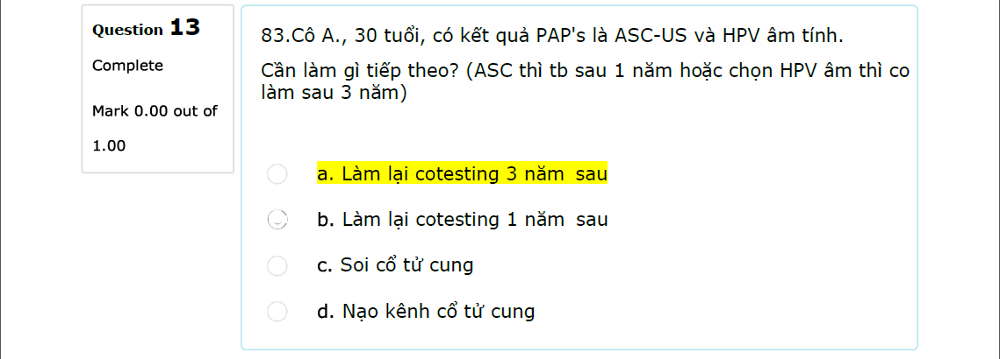 Question 13
Complete
Mark 0.00 out of
1.00
83.Cô A., 30 tuổi, có kết quả PAP's là ASC-US và HPV âm tính.
Cần làm gì tiếp theo? (ASC thì tb sau 1 năm hoặc chọn HPV âm thì co
làm sau 3 năm)
a. Làm lại cotesting 3 năm sau
b. Làm lại cotesting 1 năm sau
c. Soi cổ tử cung
d. Nạo kênh cổ tử cung